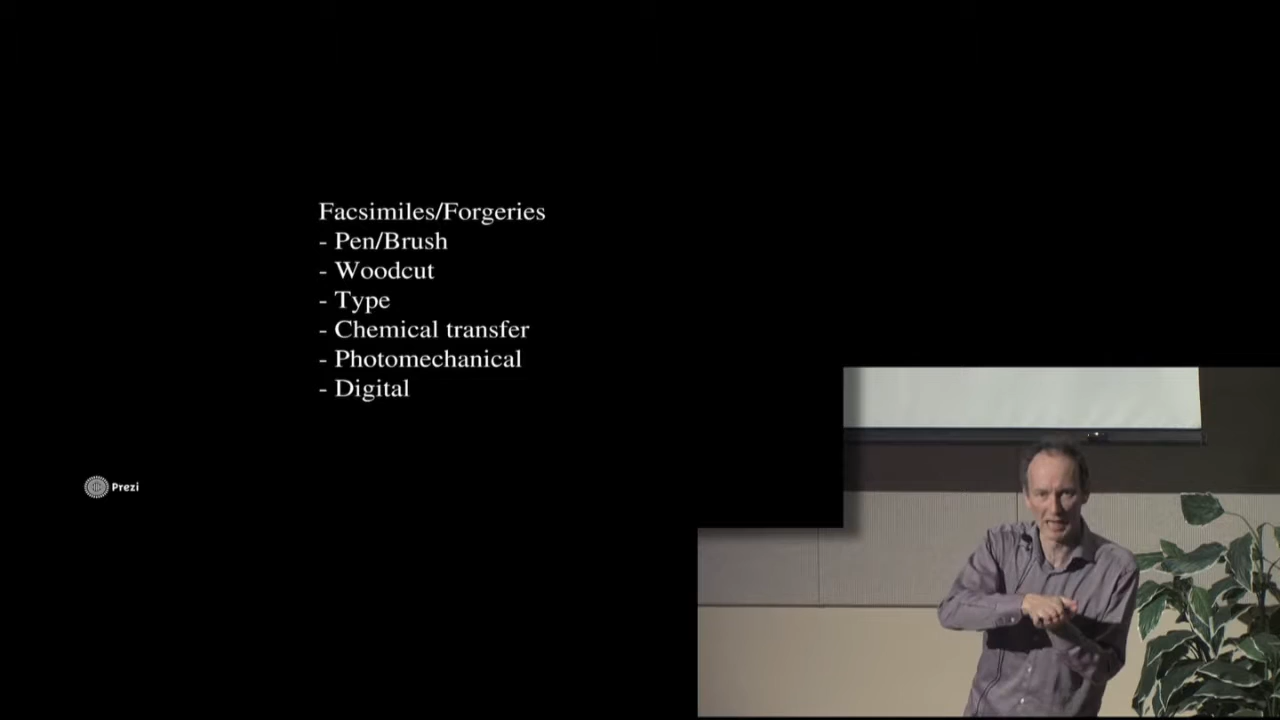 Facsimiles/Forgeries
- Pen/Brush
- Woodcut
- Type
- Chemical transfer
- Photomechanical
- Digital
Prezi